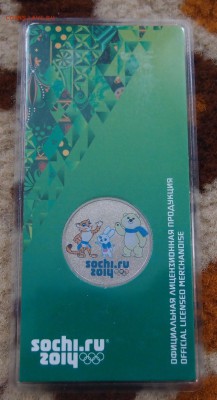 sochi.ru
2014
sochi.ru
2014
ОФИЦИАЛЬНАЯ ЛИЦЕНЗИОННАЯ ПРОДУКЦИЯ
OFFICIAL LICENSED MERCHANDISE